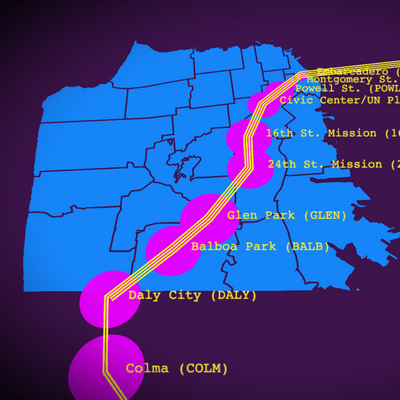 Embarcadero (
Montgomery St.
Powell St. (POWL
Civic Center/UN Pl
16th St. Mission (16
24th St. Mission (2
Glen Park (GLEN)
Balboa Park (BALB)
Daly City (DALY)
Colma (COLM)